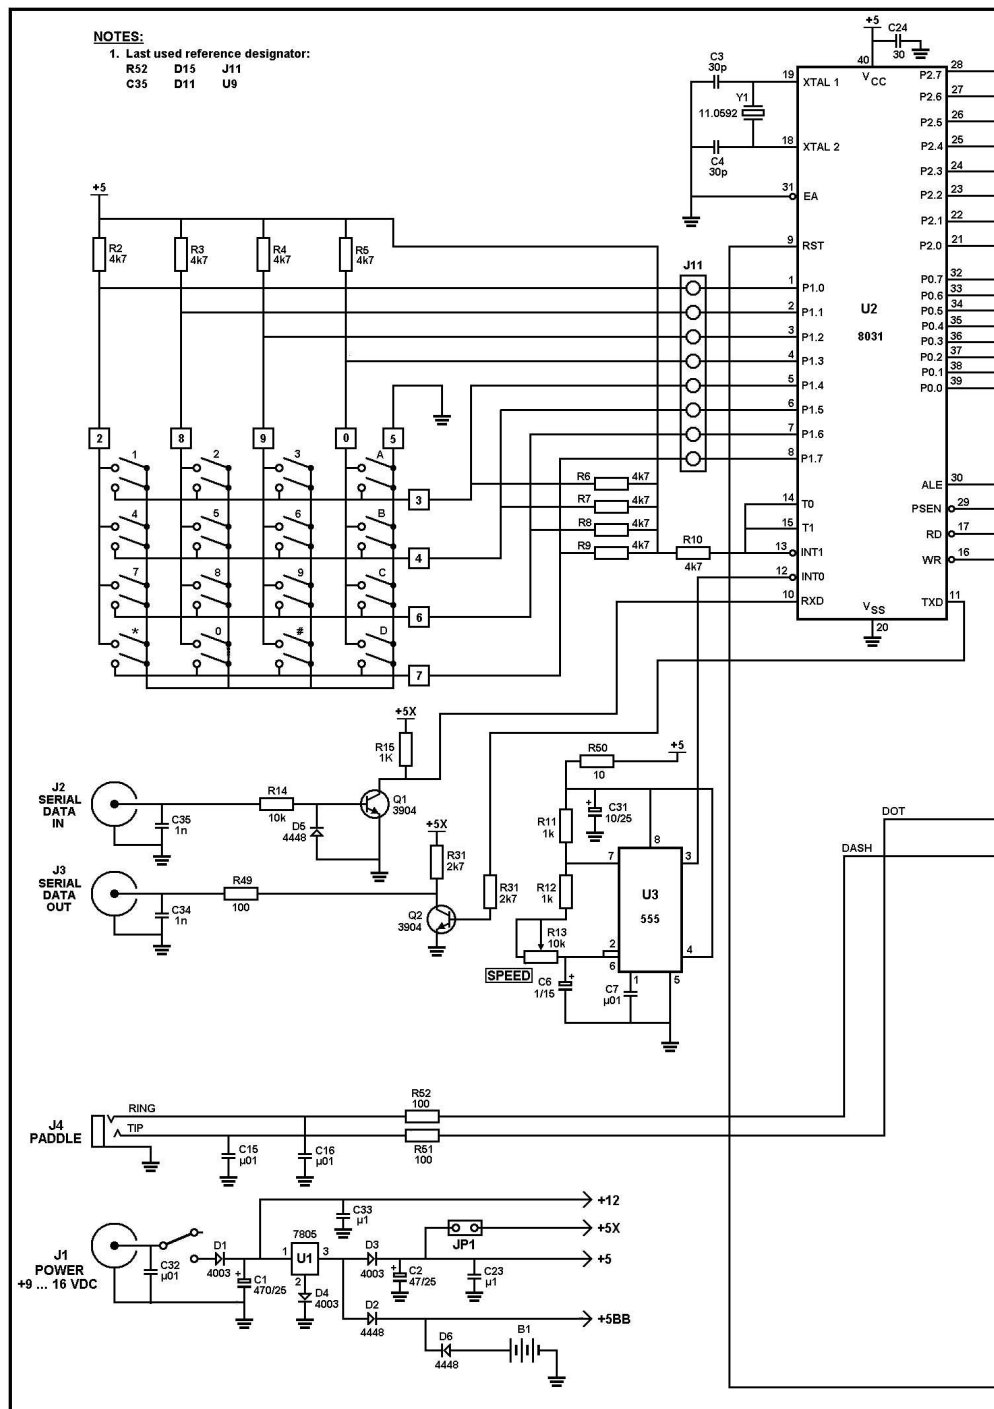 NOTES:
1. Last used reference designator:
R52 D15 J11
C35 D11 U9
+5
C24
30
40
VCC
C3
30p
19
XTAL 1
Y1
11.0592
18
XTAL 2
C4
30p
31
EA
9
RST
P2.7 28
P2.6 27
P2.5 26
P2.4 25
P2.3 24
P2.2 23
P2.1 22
P2.0 21
P0.7 32
P0.6 33
P0.5 34
P0.4 35
P0.3 36
P0.2 37
P0.1 38
P0.0 39
U2
8031
+5
R2
4k7
R3
4k7
R4
4k7
R5
4k7
J11
1 P1.0
2 P1.1
3 P1.2
4 P1.3
5 P1.4
6 P1.5
7 P1.6
8 P1.7
2 8 9 0 5
1 2 3 A
3
4 5 6 B
4
7 8 9 C
6
* 0 # D
7
R6 4k7
R7 4k7
R8 4k7
R9 4k7
R10
4k7
14 T0
15 T1
13 INT1
12 INT0
10 RXD
ALE 30
PSEN 29
RD 17
WR 16
TXD 11
VSS
20
+5X
R15
1K
J2
SERIAL
DATA
IN
C35
1n
R14
10k
D5
4448
Q1
3904
+5X
R31
2k7
J3
SERIAL
DATA
OUT
C34
1n
R49
100
Q2
3904
R31
2k7
R50
10
+5
C31
10/25
R11
1k
R12
1k
R13
10k
SPEED
C6
1/15
C7
µ01
U3
555
7
8
3
2
6
4
1
5
DOT
DASH
J4
PADDLE
RING
TIP
R52
100
R51
100
C15
µ01
C16
µ01
J1
POWER
+9 ... 16 VDC
C32
µ01
D1
4003
C1
470/25
C33
µ1
7805
1 U1 3
2
D4
4003
D3
4003
C2
47/25
JP1
C23
µ1
+12
+5X
+5
+5BB
D2
4448
D6
4448
B1